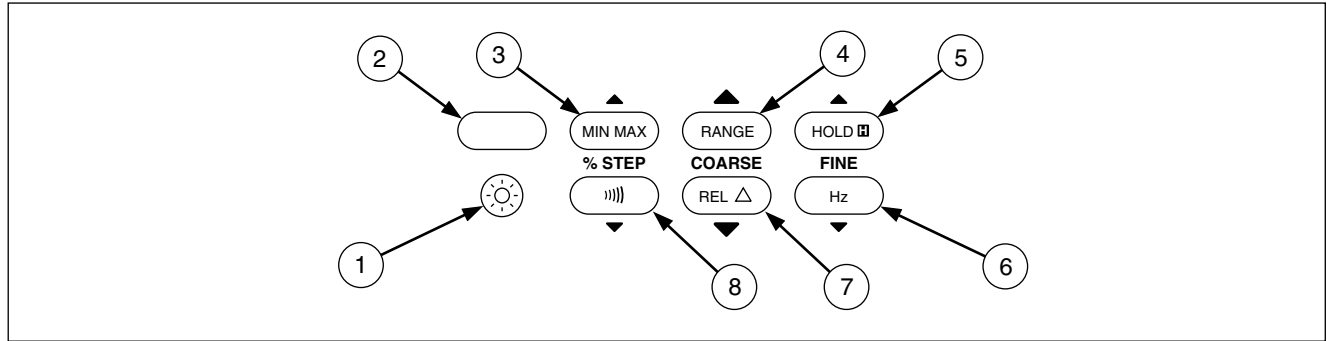 2 3 4 5
MIN MAX RANGE HOLD H
% STEP COARSE FINE
REL △ Hz
1 8 7 6